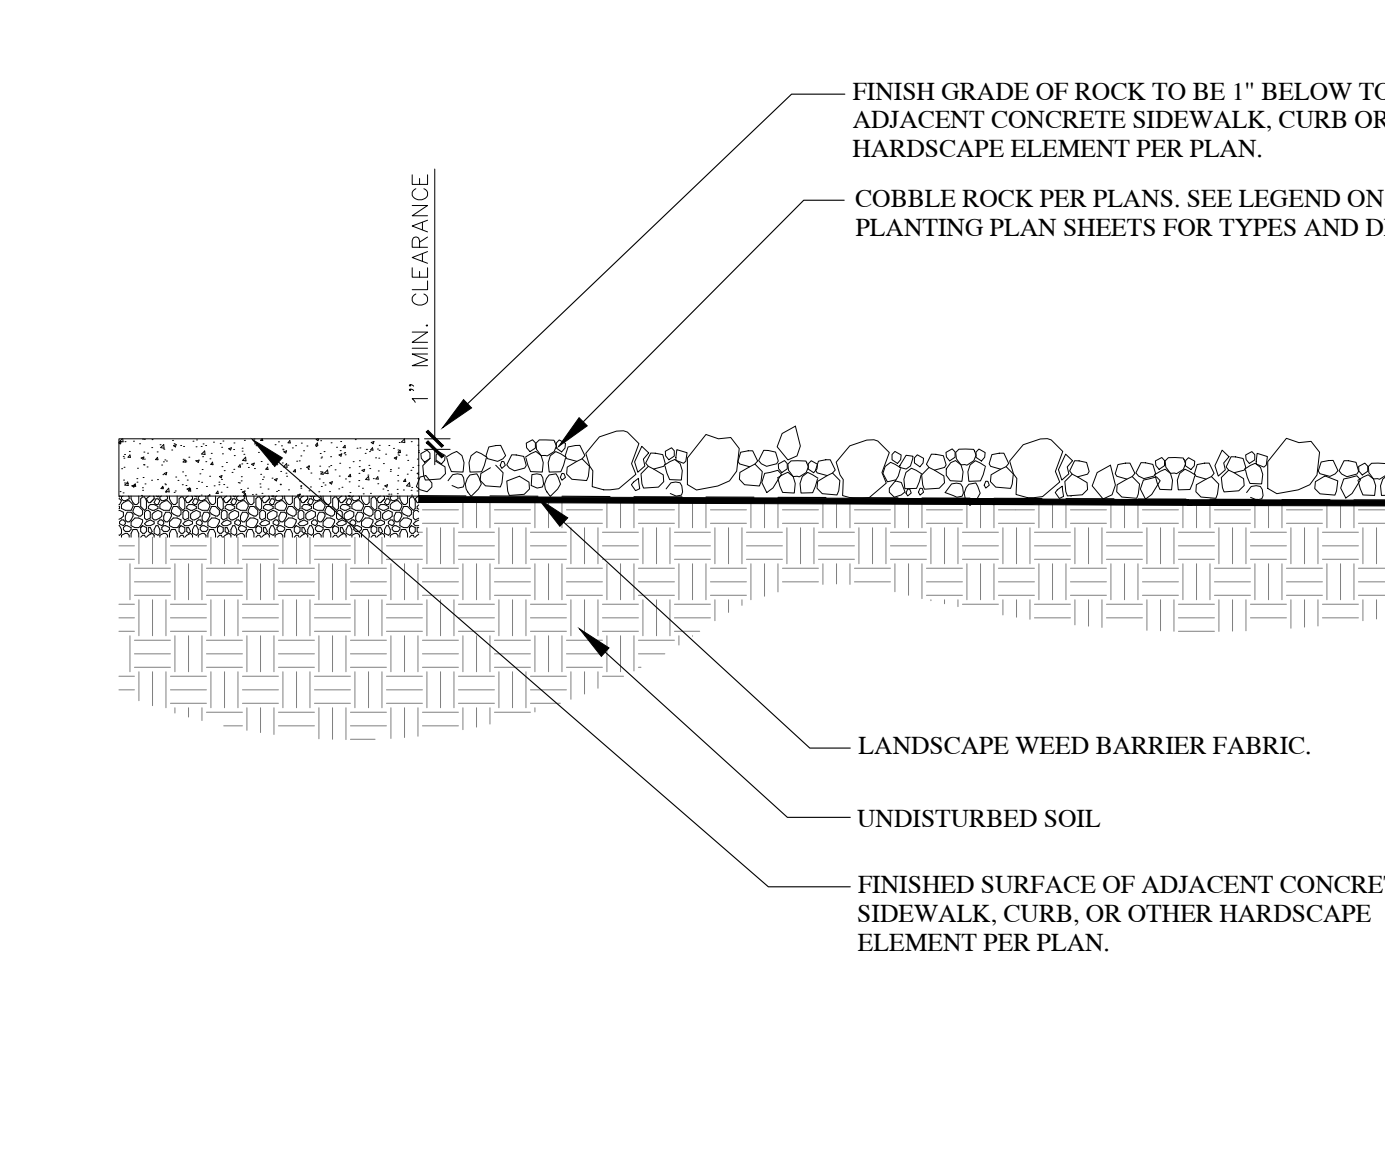 FINISH GRADE OF ROCK TO BE 1" BELOW
ADJACENT CONCRETE SIDEWALK, CURB OR
HARDSCAPE ELEMENT PER PLAN.
COBBLE ROCK PER PLANS. SEE LEGEND ON
PLANTING PLAN SHEETS FOR TYPES AND
1” MIN. CLEARANCE
LANDSCAPE WEED BARRIER FABRIC.
UNDISTURBED SOIL
FINISHED SURFACE OF ADJACENT
SIDEWALK, CURB, OR OTHER HARDSCAPE
ELEMENT PER PLAN.